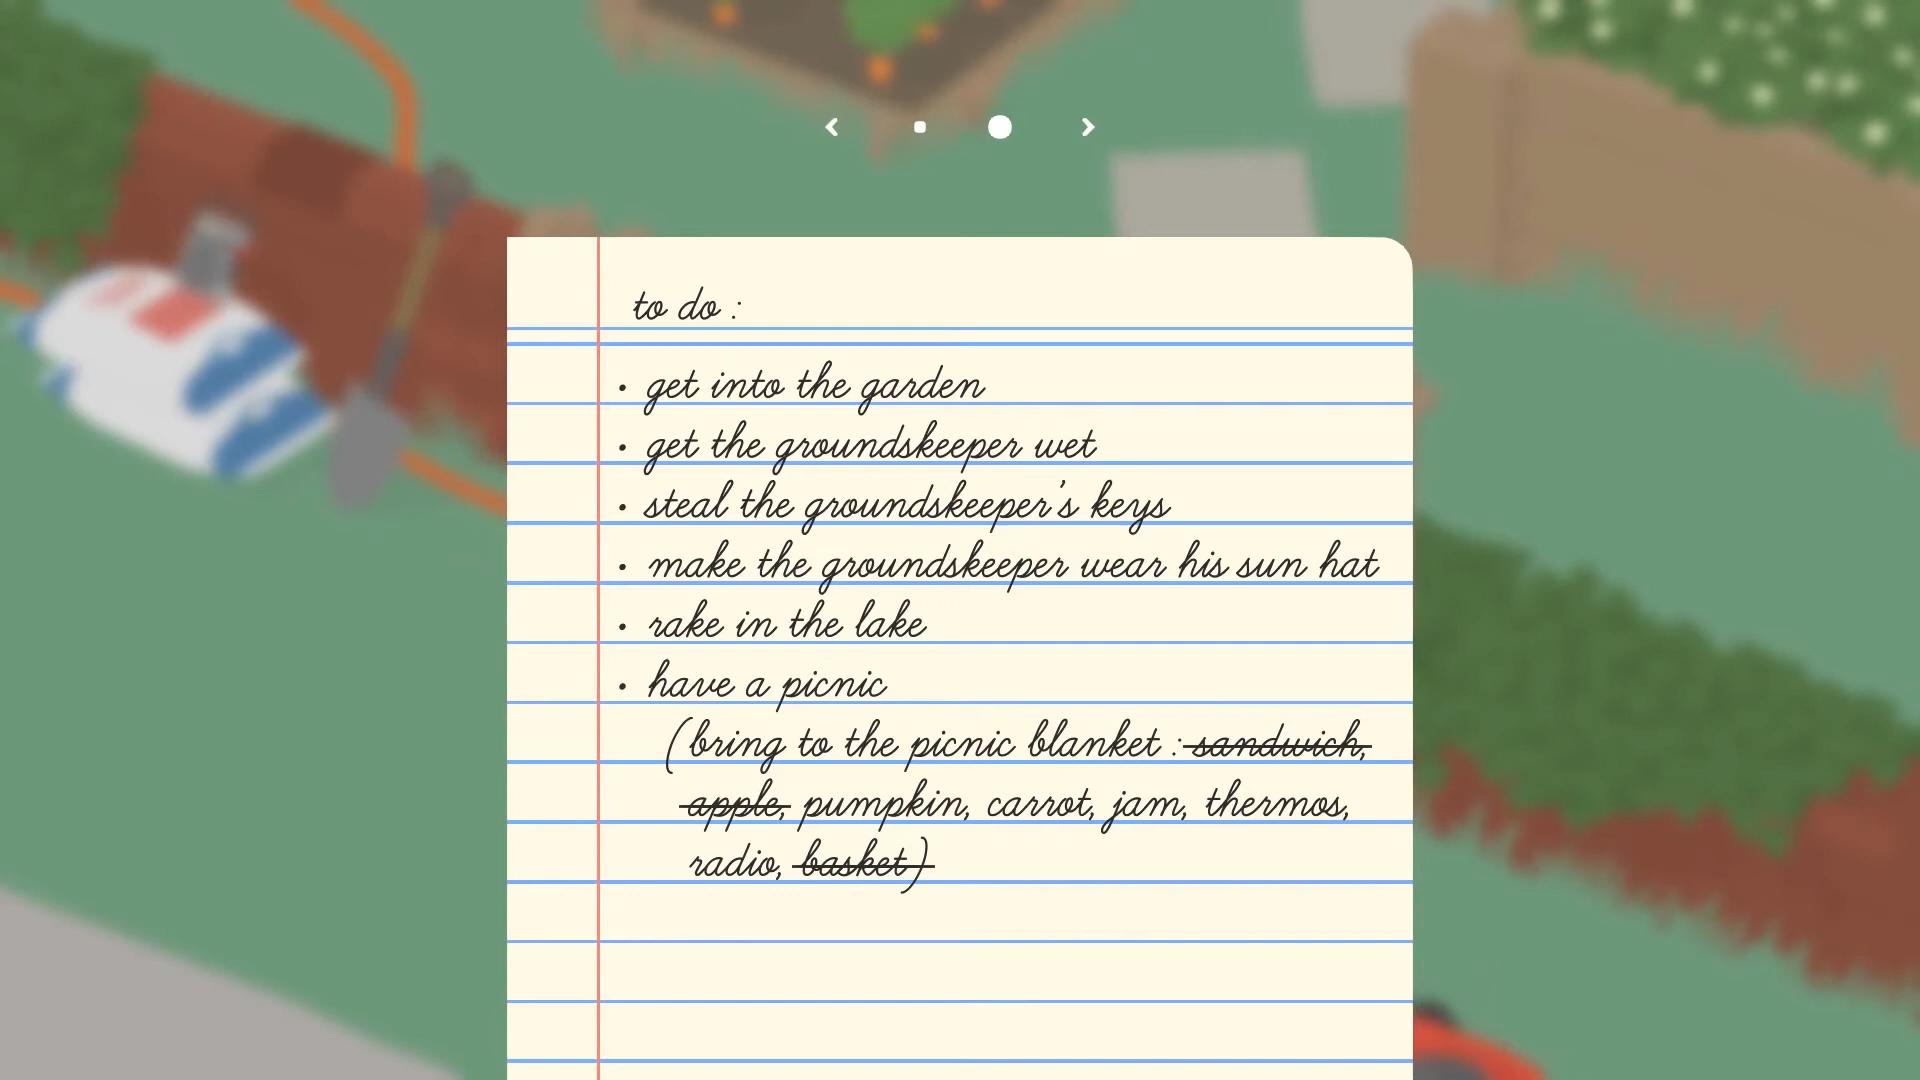 to do :
• get into the garden
• get the groundskeeper wet
• steal the groundskeeper's keys
• make the groundskeeper wear his sun hat
• rake in the lake
• have a picnic
(bring to the picnic blanket : sandwich,
apple, pumpkin, carrot, jam, thermos,
radio, basket)